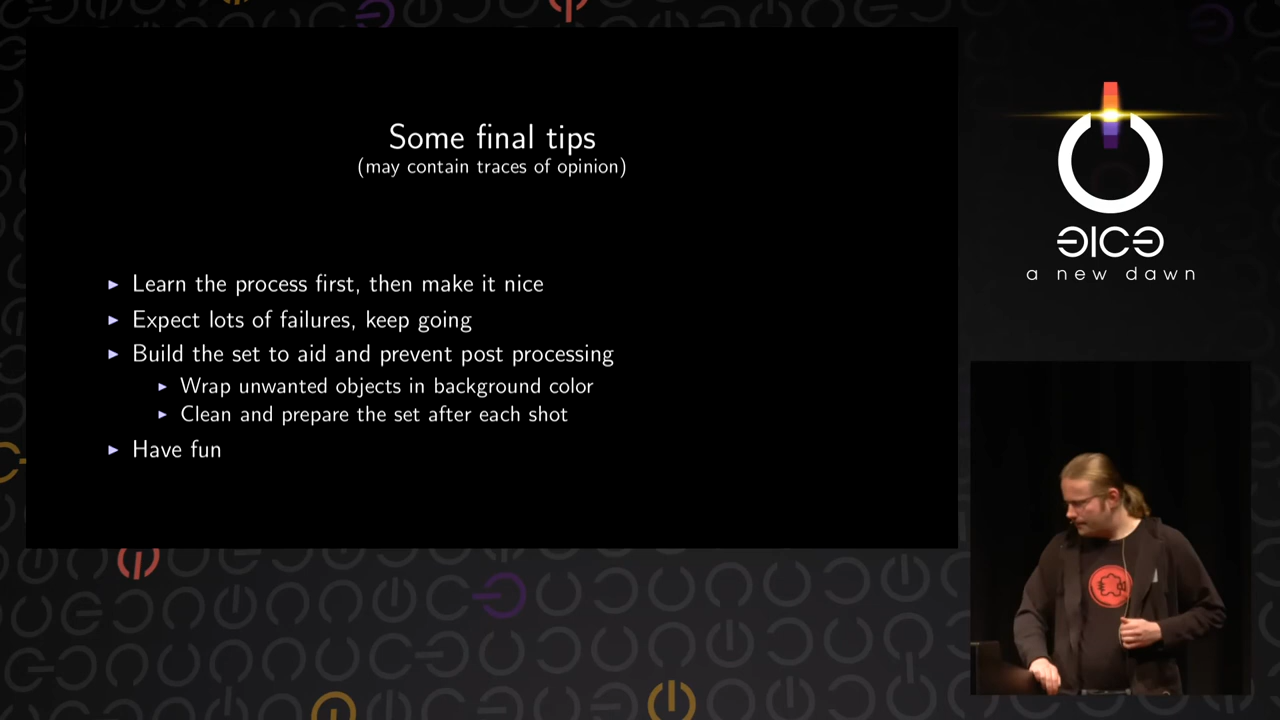 Some final tips
(may contain traces of opinion)
Learn the process first, then make it nice
Expect lots of failures, keep going
Build the set to aid and prevent post processing
Wrap unwanted objects in background color
Clean and prepare the set after each shot
Have fun
ƎICƏ
a new dawn